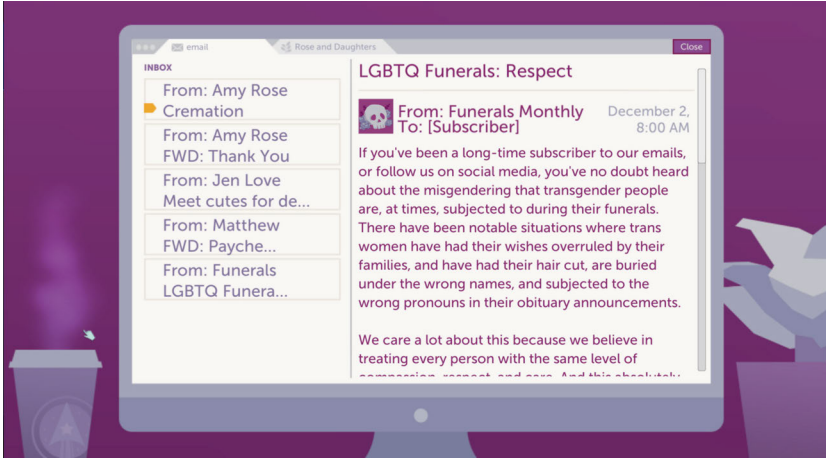 email
Rose and Daughters
Close
INBOX
From: Amy Rose
Cremation
From: Amy Rose
FWD: Thank You
From: Jen Love
Meet cutes for de...
From: Matthew
FWD: Payche...
From: Funerals
LGBTQ Funera...
LGBTQ Funerals: Respect
From: Funerals Monthly
To: [Subscriber]
December 2,
8:00 AM
If you've been a long-time subscriber to our emails,
or follow us on social media, you've no doubt heard
about the misgendering that transgender people
are, at times, subjected to during their funerals.
There have been notable situations where trans
women have had their wishes overruled by their
families, and have had their hair cut, are buried
under the wrong names, and subjected to the
wrong pronouns in their obituary announcements.
We care a lot about this because we believe in
treating every person with the same level of
compassion, respect, and care. And this absolutely